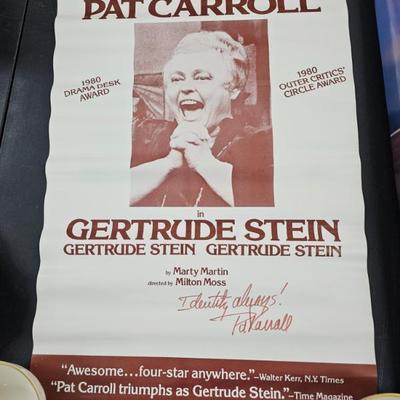 PAT CARROLL
1980
DRAMA DESK
AWARD
1980
OUTER CRITICS'
CIRCLE AWARD
in
GERTRUDE STEIN
GERTRUDE STEIN GERTRUDE STEIN
by Marty Martin
directed by Milton Moss
Identity always!
Pat Carroll
“Awesome...four-star anywhere.”–Walter Kerr, N.Y. Times
“Pat Carroll triumphs as Gertrude Stein.”–Time Magazine